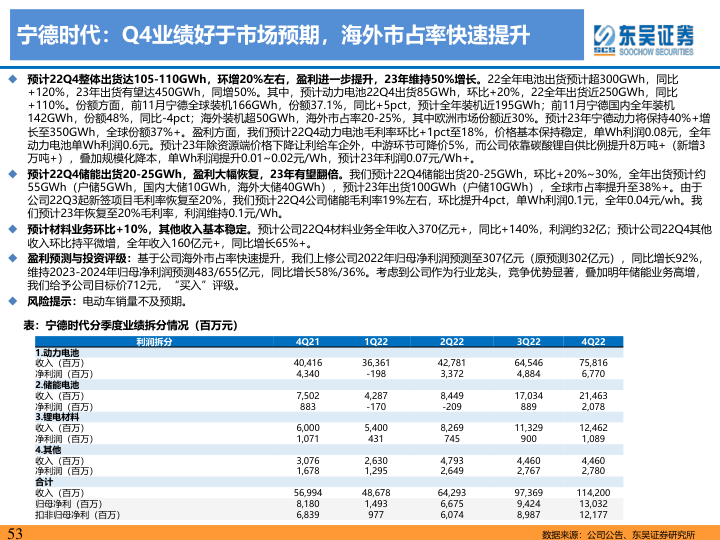 宁德时代：Q4业绩好于市场预期，海外市占率快速提升
东吴证券
SCS SOOCHOW SECURITIES
◆ 预计22Q4整体出货达105-110GWh，环增20%左右，盈利进一步提升，23年维持50%增长。22全年电池出货预计超300GWh，同比
+120%，23年出货有望达450GWh，同增50%。其中，预计动力电池22Q4出货85GWh，环比+20%，22全年出货近250GWh，同比
+110%。份额方面，前11月宁德全球装机166GWh，份额37.1%，同比+5pct，预计全年装机近195GWh；前11月宁德国内全年装机
142GWh，份额48%，同比-4pct；海外装机超50GWh，海外市占率20-25%，其中欧洲市场份额近30%。预计23年宁德动力将保持40%+增
长至350GWh，全球份额37%+。盈利方面，我们预计22Q4动力电池毛利率环比+1pct至18%，价格基本保持稳定，单Wh利润0.08元，全年
动力电池单Wh利润0.6元。预计23年除资源端价格下降让利给车企外，中游环节可降价5%，而公司依靠碳酸锂自供比例提升8万吨+（新增3
万吨+），叠加规模化降本，单Wh利润提升0.01~0.02元/Wh，预计23年利润0.07元/Wh+。
◆ 预计22Q4储能出货20-25GWh，盈利大幅恢复，23年有望翻倍。我们预计22Q4储能出货20-25GWh，环比+20%~30%，全年出货预计约
55GWh（户储5GWh，国内大储10GWh，海外大储40GWh），预计23年出货100GWh（户储10GWh），全球市占率提升至38%+。由于
公司22Q3起新签项目毛利率恢复至20%，我们预计22Q4公司储能毛利率19%左右，环比提升4pct，单Wh利润0.1元，全年0.04元/wh。我
们预计23年恢复至20%毛利率，利润维持0.1元/Wh。
◆ 预计材料业务环比+10%，其他收入基本稳定。预计公司22Q4材料业务全年收入370亿元+，同比+140%，利润约32亿；预计公司22Q4其他
收入环比持平微增，全年收入160亿元+，同比增长65%+。
◆ 盈利预测与投资评级：基于公司海外市占率快速提升，我们上修公司2022年归母净利预测至307亿元（原预测302亿元），同比增长92%，
维持2023-2024年归母净利预测483/655亿元，同比增长58%/36%。考虑到公司作为行业龙头，竞争优势显著，叠加明年储能业务高增，
我们给予公司目标价712元，“买入”评级。
◆ 风险提示：电动车销量不及预期。
表：宁德时代分季度业绩拆分情况（百万元）
利润拆分 4Q21 1Q22 2Q22 3Q22 4Q22
1.动力电池
收入（百万） 40,416 36,361 42,781 64,546 75,816
净利润（百万） 4,340 -198 3,372 4,884 6,770
2.储能电池
收入（百万） 7,502 4,287 8,449 17,034 21,463
净利润（百万） 883 -170 -209 889 2,078
3.锂电材料
收入（百万） 6,000 5,400 8,269 11,329 12,462
净利润（百万） 1,071 431 745 900 1,089
4.其他
收入（百万） 3,076 2,630 4,793 4,460 4,460
净利润（百万） 1,678 1,295 2,649 2,767 2,780
合计
收入（百万） 56,994 48,678 64,293 97,369 114,200
归母净利（百万） 8,180 1,493 6,675 9,424 13,032
扣非归母净利（百万） 6,839 977 6,074 8,987 12,177
53
数据来源：公司公告、东吴证券研究所